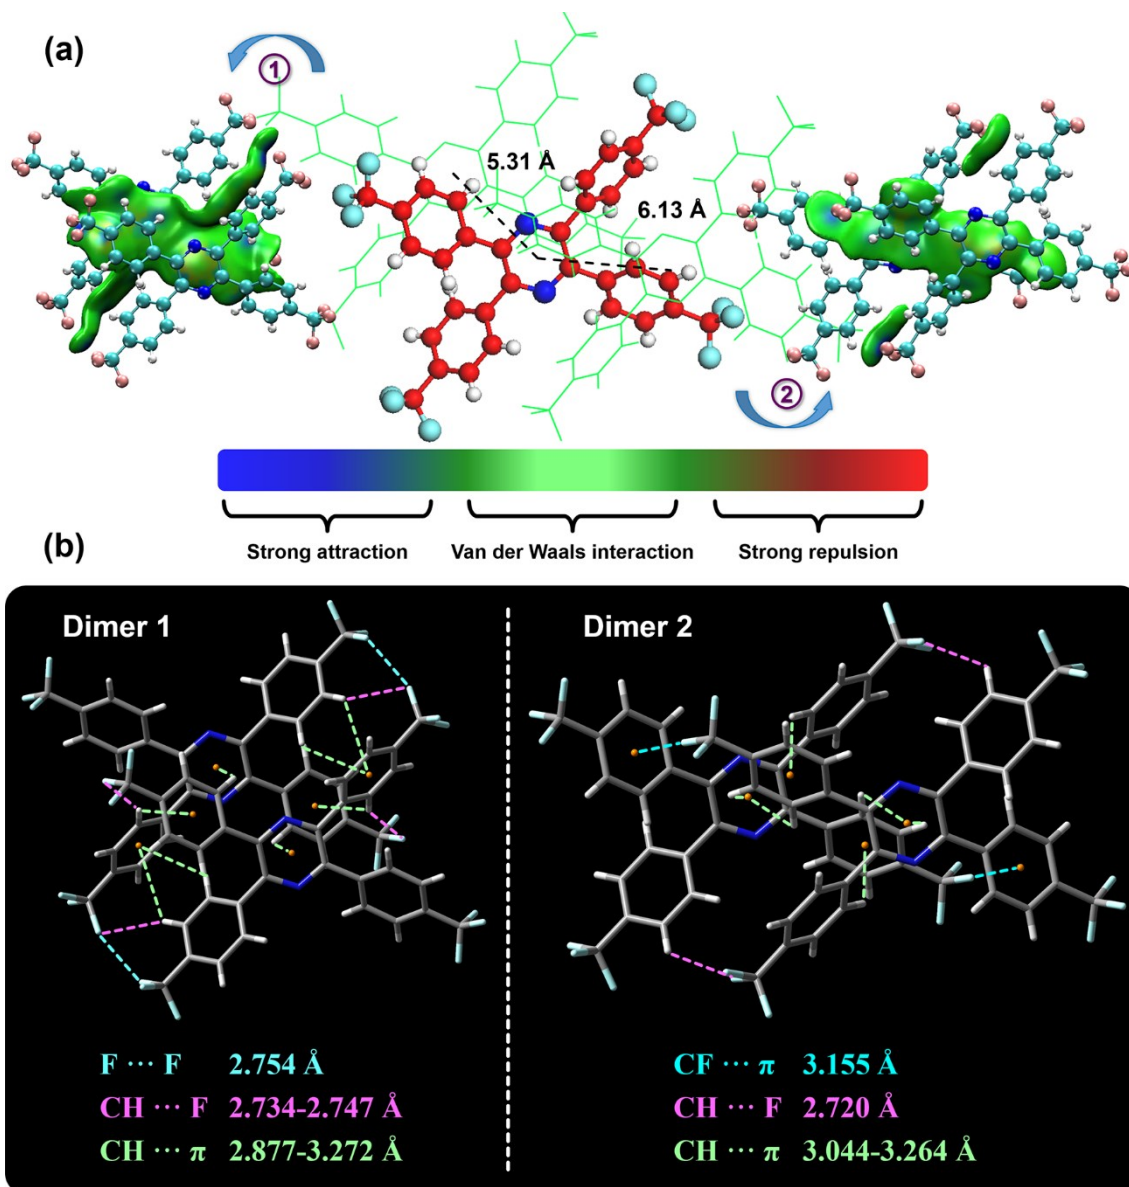 (a)
1
5.31 Å
6.13 Å
2
Strong attraction
Van der Waals interaction
Strong repulsion
(b)
Dimer 1
Dimer 2
F ··· F 2.754 Å
CH ··· F 2.734-2.747 Å
CH ··· π 2.877-3.272 Å
CF ··· π 3.155 Å
CH ··· F 2.720 Å
CH ··· π 3.044-3.264 Å